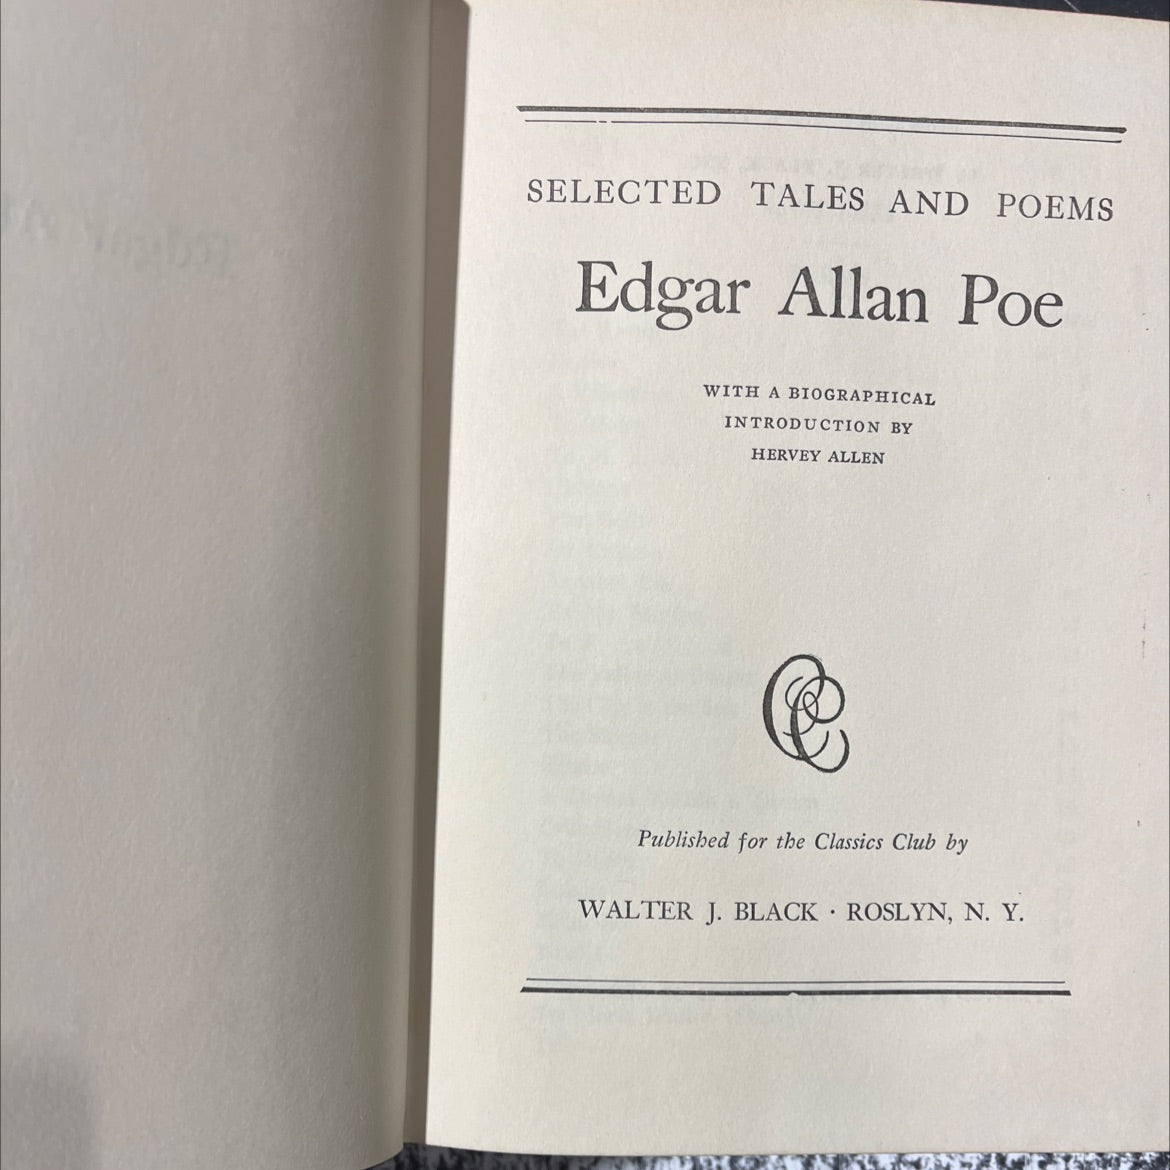 SELECTED TALES AND POEMS
Edgar Allan Poe
WITH A BIOGRAPHICAL
INTRODUCTION BY
HERVEY ALLEN
CC
Published for the Classics Club by
WALTER J. BLACK · ROSLYN, N. Y.